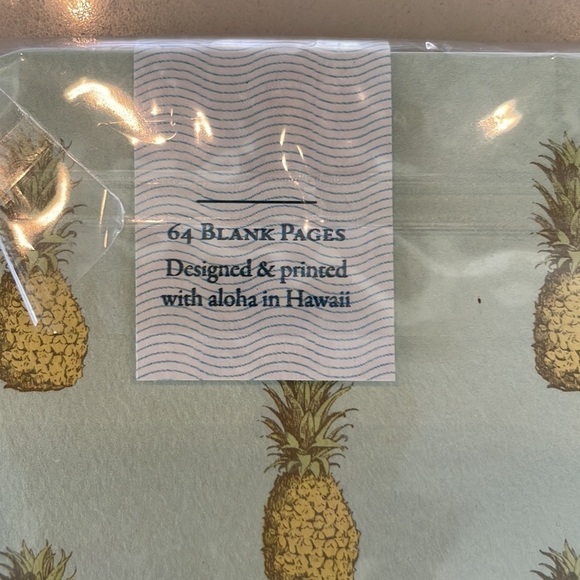 64 Blank Pages
Designed & printed
with aloha in Hawaii